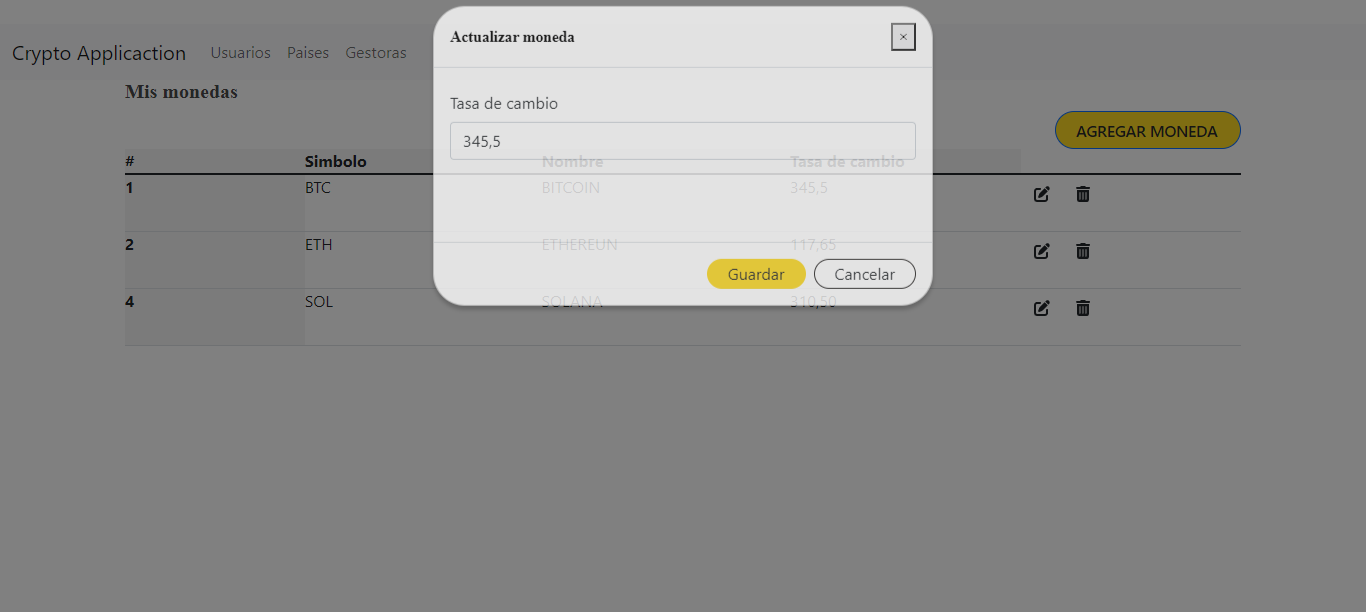 Crypto Applicaction Usuarios Paises Gestoras
Actualizar moneda ×
Mis monedas
Tasa de cambio
345,5
AGREGAR MONEDA
# Simbolo Nombre Tasa de cambio
1 BTC BITCOIN 345,5
2 ETH ETHEREUN 117,65
Guardar Cancelar
4 SOL SOLANA 310,50